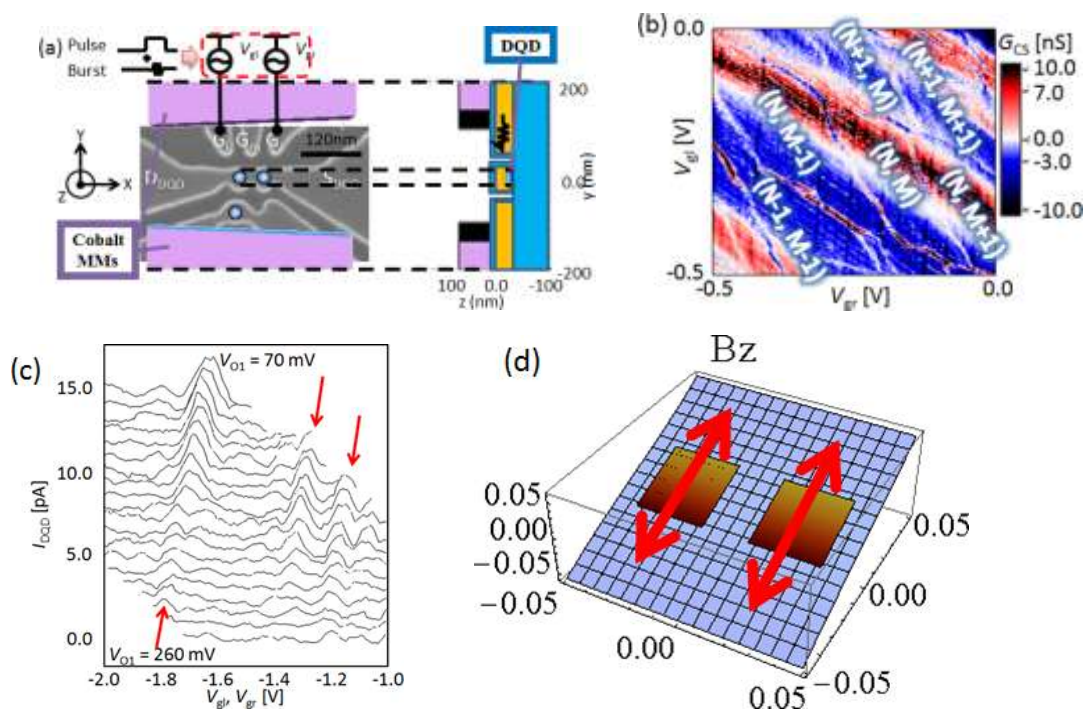 (a)
Pulse
Burst
V_gl
DQD
200
0.0
-200
y (nm)
G
G
G
120nm
Y
X
Z
D_DQD
Cobalt
MMs
100
0.0
-100
z (nm)
(b)
0.0
-0.5
V_gl [V]
-0.5
0.0
V_gr [V]
(N+1, M)
(N+1, M+1)
(N, M-1)
(N, M)
(N, M+1)
(N-1, M-1)
G_CS [nS]
10.0
7.0
0.0
-3.0
-10.0
(c)
V_O1 = 70 mV
15.0
10.0
5.0
0.0
I_DQD [pA]
V_O1 = 260 mV
-2.0 -1.8 -1.6 -1.4 -1.2 -1.0
V_gl, V_gr [V]
(d)
Bz
0.05
0.00
-0.05
-0.05
0.00
0.05
-0.05
0.00
0.05